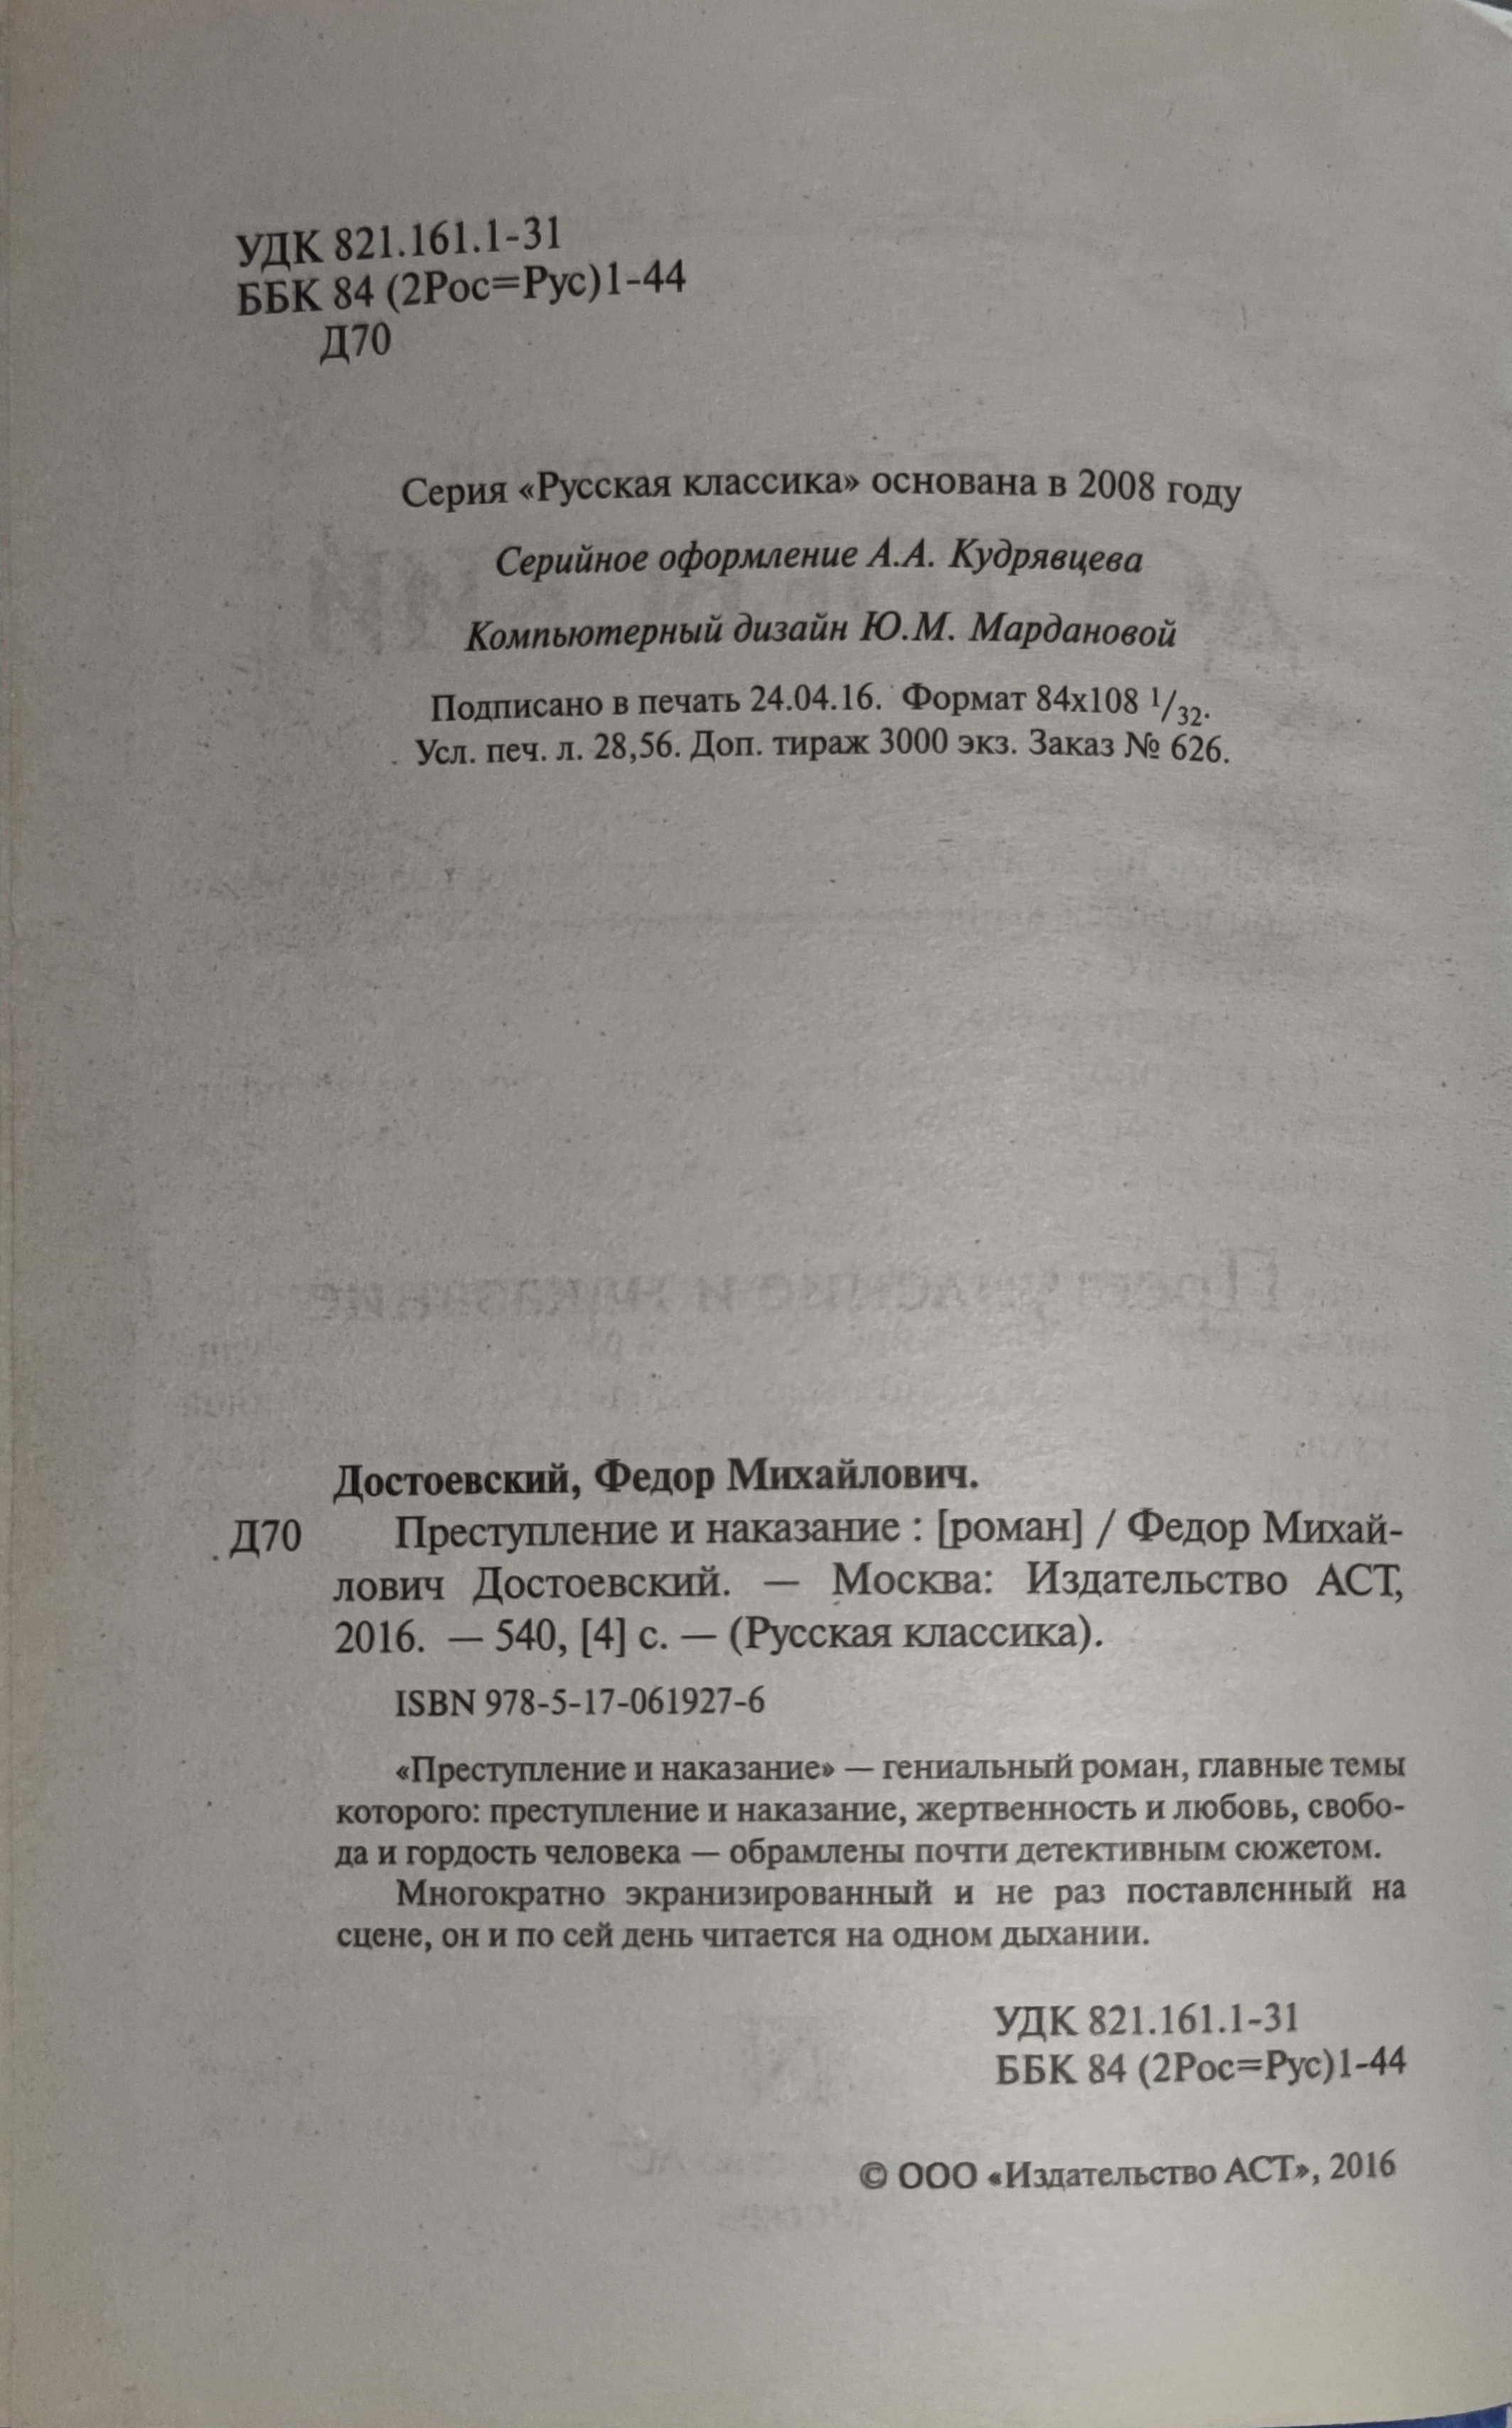 УДК 821.161.1-31
ББК 84 (2Рос=Рус)1-44
Д70
Серия «Русская классика» основана в 2008 году
Серийное оформление А.А. Кудрявцева
Компьютерный дизайн Ю.М. Мардановой
Подписано в печать 24.04.16. Формат 84х108 1/32.
Усл. печ. л. 28,56. Доп. тираж 3000 экз. Заказ № 626.
Достоевский, Федор Михайлович.
Д70 Преступление и наказание : [роман] / Федор Михай-
лович Достоевский. — Москва: Издательство АСТ,
2016. — 540, [4] с. — (Русская классика).
ISBN 978-5-17-061927-6
«Преступление и наказание» — гениальный роман, главные темы
которого: преступление и наказание, жертвенность и любовь, свобо-
да и гордость человека — обрамлены почти детективным сюжетом.
Многократно экранизированный и не раз поставленный на
сцене, он и по сей день читается на одном дыхании.
УДК 821.161.1-31
ББК 84 (2Рос=Рус)1-44
© ООО «Издательство АСТ», 2016